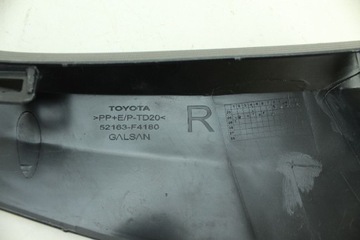 TOYOTA
>PP+E/P-TD20<
52163-F4160
GALSAN
R